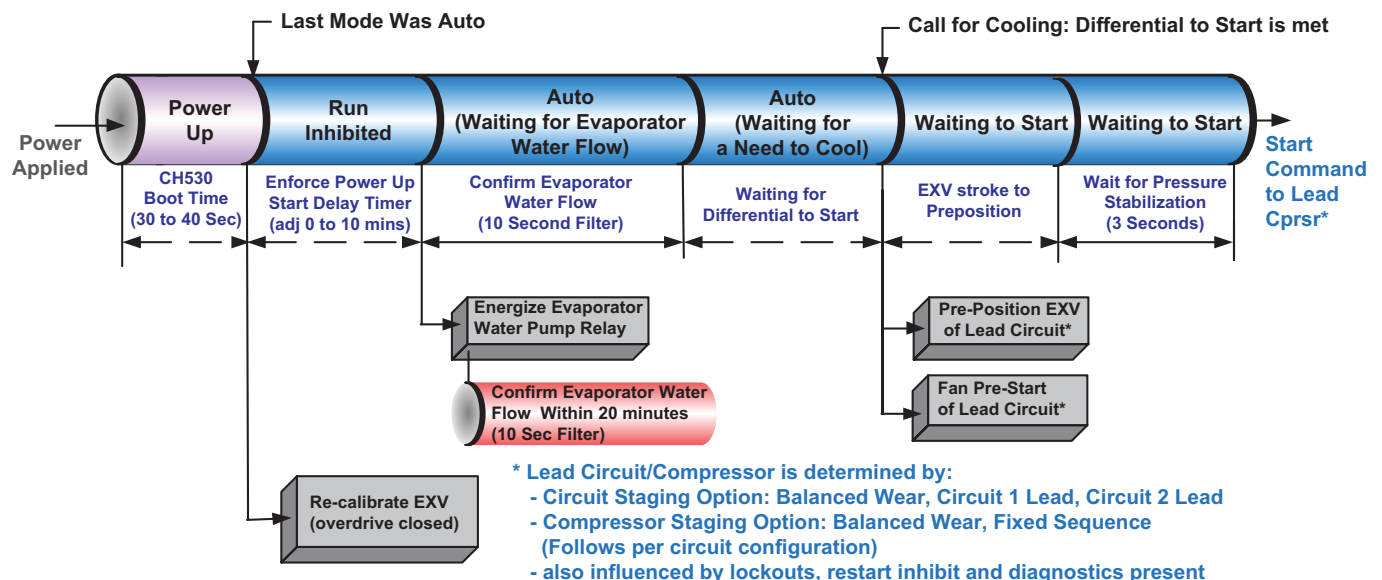 Last Mode Was Auto
Call for Cooling: Differential to Start is met
Power Applied
Power
Up
Run
Inhibited
Auto
(Waiting for Evaporator
Water Flow)
Auto
(Waiting for
a Need to Cool)
Waiting to Start
Waiting to Start
Start
Command
to Lead
Cprsr*
CH530
Boot Time
(30 to 40 Sec)
Enforce Power Up
Start Delay Timer
(adj 0 to 10 mins)
Confirm Evaporator
Water Flow
(10 Second Filter)
Waiting for
Differential to Start
EXV stroke to
Preposition
Wait for Pressure
Stabilization
(3 Seconds)
Energize Evaporator
Water Pump Relay
Confirm Evaporator Water
Flow Within 20 minutes
(10 Sec Filter)
Pre-Position EXV
of Lead Circuit*
Fan Pre-Start
of Lead Circuit*
Re-calibrate EXV
(overdrive closed)
* Lead Circuit/Compressor is determined by:
- Circuit Staging Option: Balanced Wear, Circuit 1 Lead, Circuit 2 Lead
- Compressor Staging Option: Balanced Wear, Fixed Sequence
(Follows per circuit configuration)
- also influenced by lockouts, restart inhibit and diagnostics present